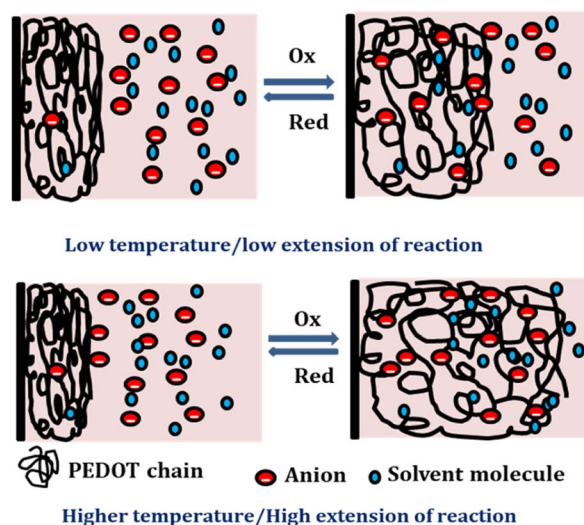 Ox
Red
Low temperature/low extension of reaction
Ox
Red
PEDOT chain Anion Solvent molecule
Higher temperature/High extension of reaction